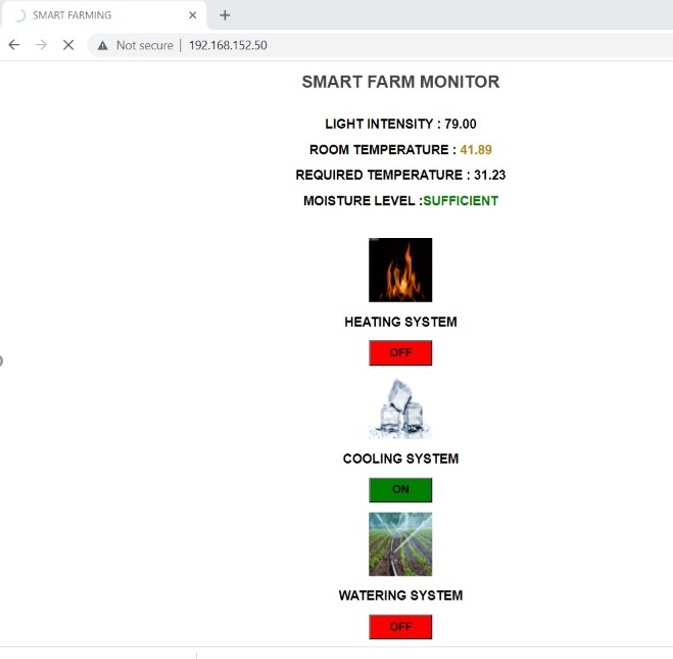 SMART FARMING
Not secure | 192.168.152.50
SMART FARM MONITOR
LIGHT INTENSITY : 79.00
ROOM TEMPERATURE : 41.89
REQUIRED TEMPERATURE : 31.23
MOISTURE LEVEL :SUFFICIENT
HEATING SYSTEM
OFF
COOLING SYSTEM
ON
WATERING SYSTEM
OFF